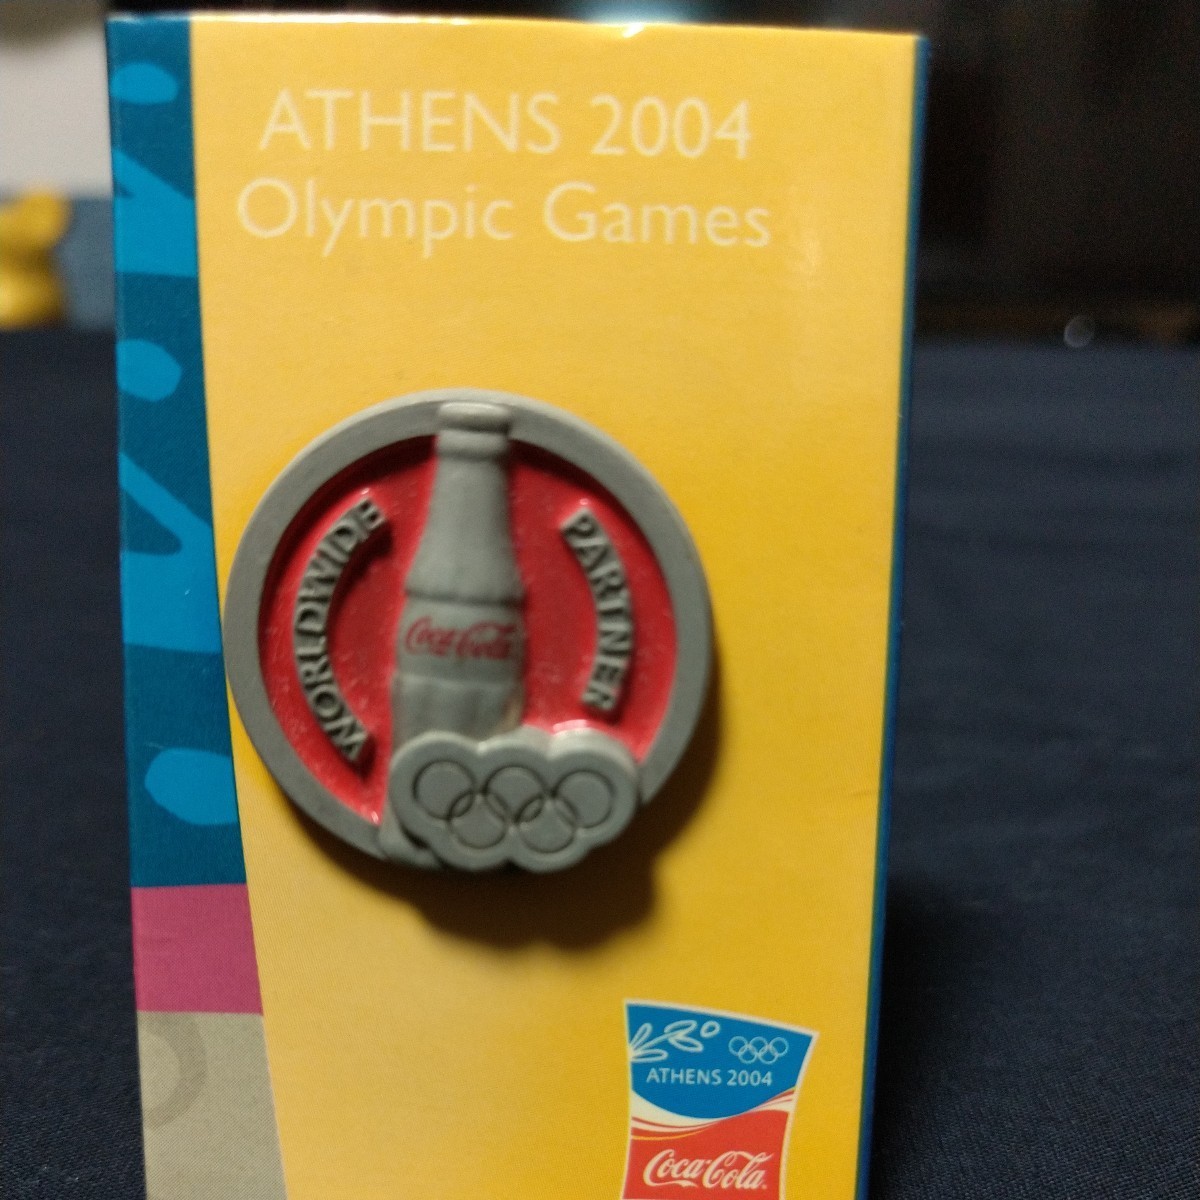 ATHENS 2004
Olympic Games
WORLDWIDE
PARTNER
Coca-Cola
ATHENS 2004
Coca-Cola